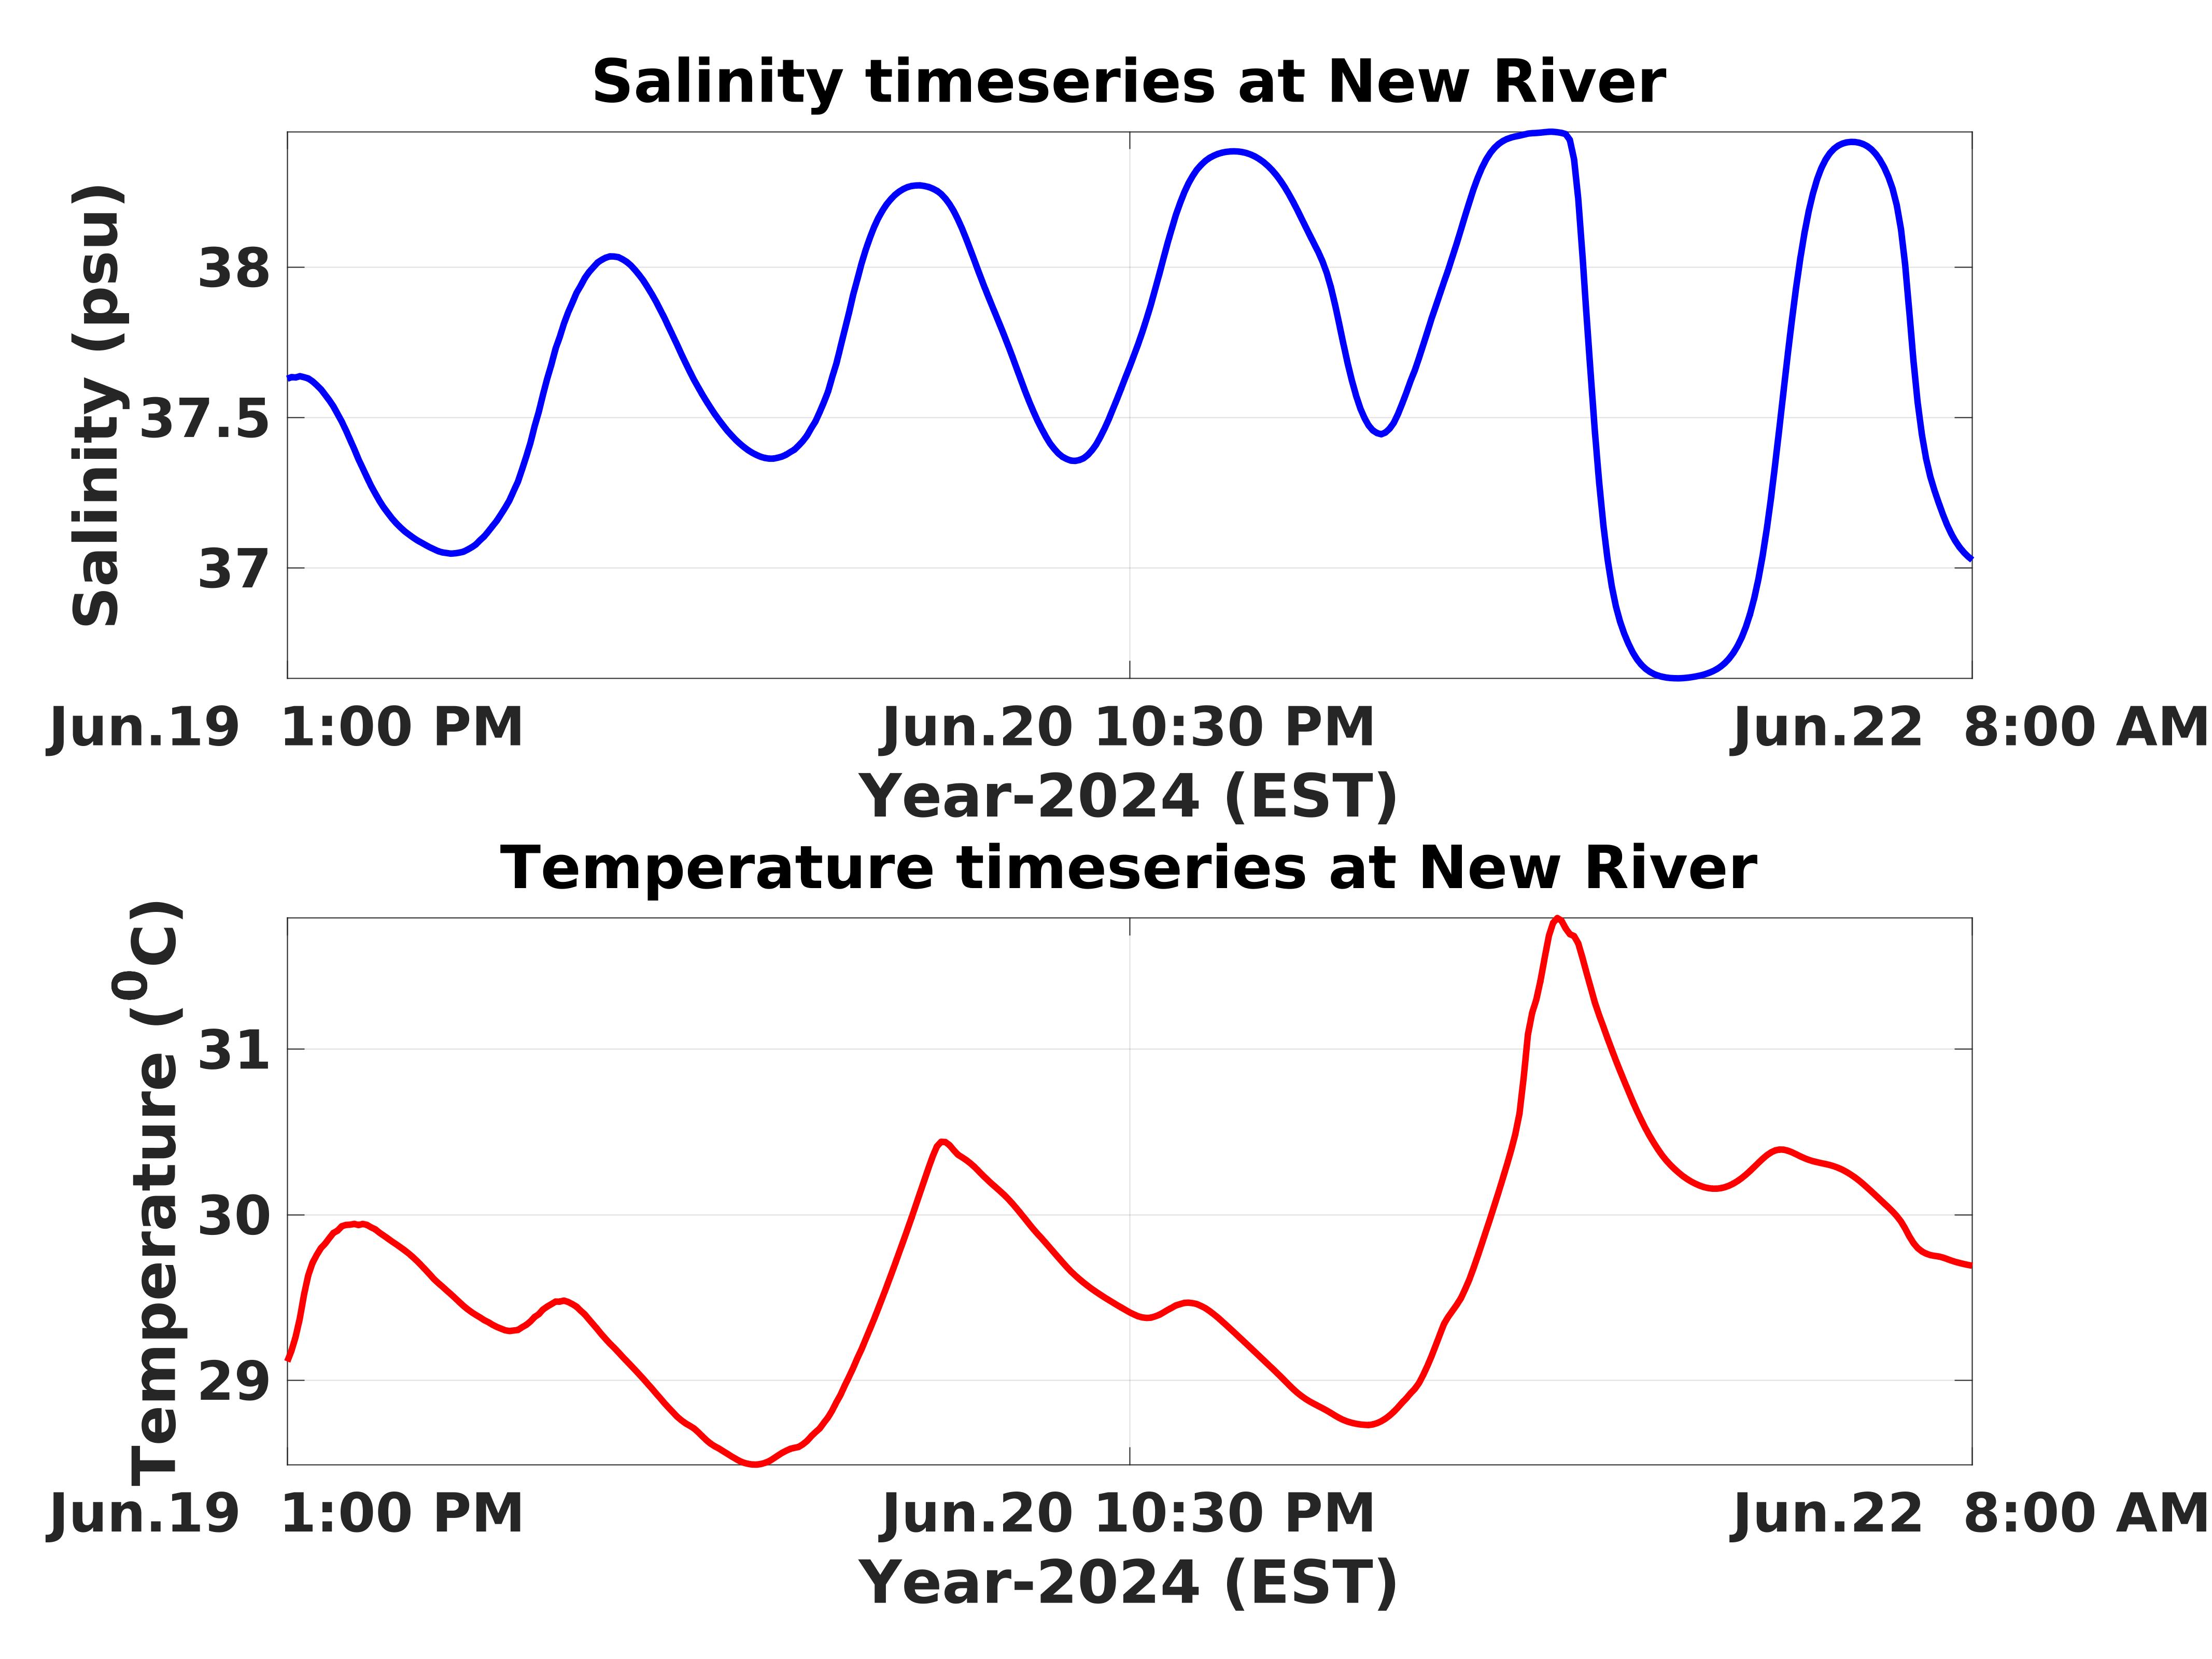 Salinity timeseries at New River
Salinity (psu)
38
37.5
37
Jun.19  1:00 PM
Jun.20 10:30 PM
Jun.22  8:00 AM
Year-2024 (EST)
Temperature timeseries at New River
Temperature (⁰C)
31
30
29
Jun.19  1:00 PM
Jun.20 10:30 PM
Jun.22  8:00 AM
Year-2024 (EST)